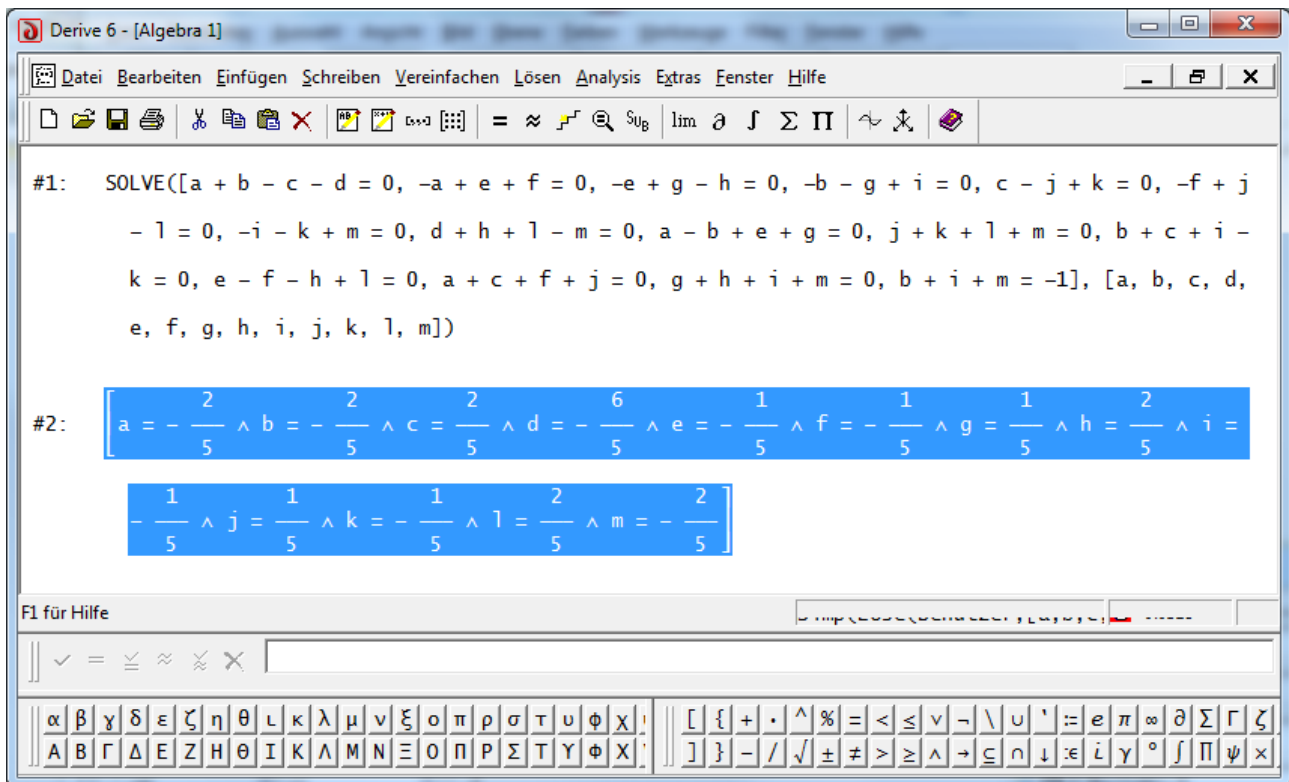 Derive 6 - [Algebra 1]
Datei Bearbeiten Einfügen Schreiben Vereinfachen Lösen Analysis Extras Fenster Hilfe
= ≈ SUB lim ∂ ∫ Σ Π
#1: SOLVE([a + b − c − d = 0, −a + e + f = 0, −e + g − h = 0, −b − g + i = 0, c − j + k = 0, −f + j
− l = 0, −i − k + m = 0, d + h + l − m = 0, a − b + e + g = 0, j + k + l + m = 0, b + c + i −
k = 0, e − f − h + l = 0, a + c + f + j = 0, g + h + i + m = 0, b + i + m = −1], [a, b, c, d,
e, f, g, h, i, j, k, l, m])
#2: [a = − 2/5 ∧ b = − 2/5 ∧ c = 2/5 ∧ d = − 6/5 ∧ e = − 1/5 ∧ f = − 1/5 ∧ g = 1/5 ∧ h = 2/5 ∧ i =
− 1/5 ∧ j = 1/5 ∧ k = − 1/5 ∧ l = 2/5 ∧ m = − 2/5]
F1 für Hilfe
α β γ δ ε ζ η θ ι κ λ μ ν ξ ο π ρ σ τ υ φ χ [ { + · ^ % = < ≤ ∨ ¬ \ ∪ ` := e π ∞ ∂ Σ Γ ζ
Α Β Γ Δ Ε Ζ Η Θ Ι Κ Λ Μ Ν Ξ Ο Π Ρ Σ Τ Υ Φ Χ ] } − / √ ± ≠ > ≥ ∧ → ⊆ ∩ ↓ :∈ i γ ° ∫ Π ψ ×